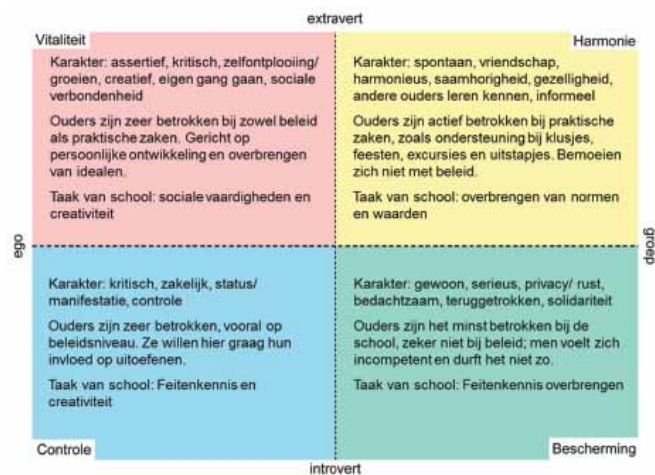 extravert
Vitaliteit
Harmonie
Karakter: assertief, kritisch, zelfontplooiing/
groeien, creatief, eigen gang gaan, sociale
verbondenheid
Ouders zijn zeer betrokken bij zowel beleid
als praktische zaken. Gericht op
persoonlijke ontwikkeling en overbrengen
van idealen.
Taak van school: sociale vaardigheden en
creativiteit
Karakter: spontaan, vriendschap,
harmonieus, saamhorigheid, gezelligheid,
andere ouders leren kennen, informeel
Ouders zijn actief betrokken bij praktische
zaken, zoals ondersteuning bij klusjes,
feesten, excursies en uitstapjes. Bemoeien
zich niet met beleid.
Taak van school: overbrengen van normen
en waarden
ego
groep
Karakter: kritisch, zakelijk, status/
manifestatie, controle
Ouders zijn zeer betrokken, vooral op
beleidsniveau. Ze willen hier graag hun
invloed op uitoefenen.
Taak van school: Feitenkennis en
creativiteit
Karakter: gewoon, serieus, privacy/ rust,
bedachtzaam, teruggetrokken, solidariteit
Ouders zijn het minst betrokken bij de
school, zeker niet bij beleid; men voelt zich
incompetent en durft het niet zo.
Taak van school: Feitenkennis overbrengen
Controle
Bescherming
introvert